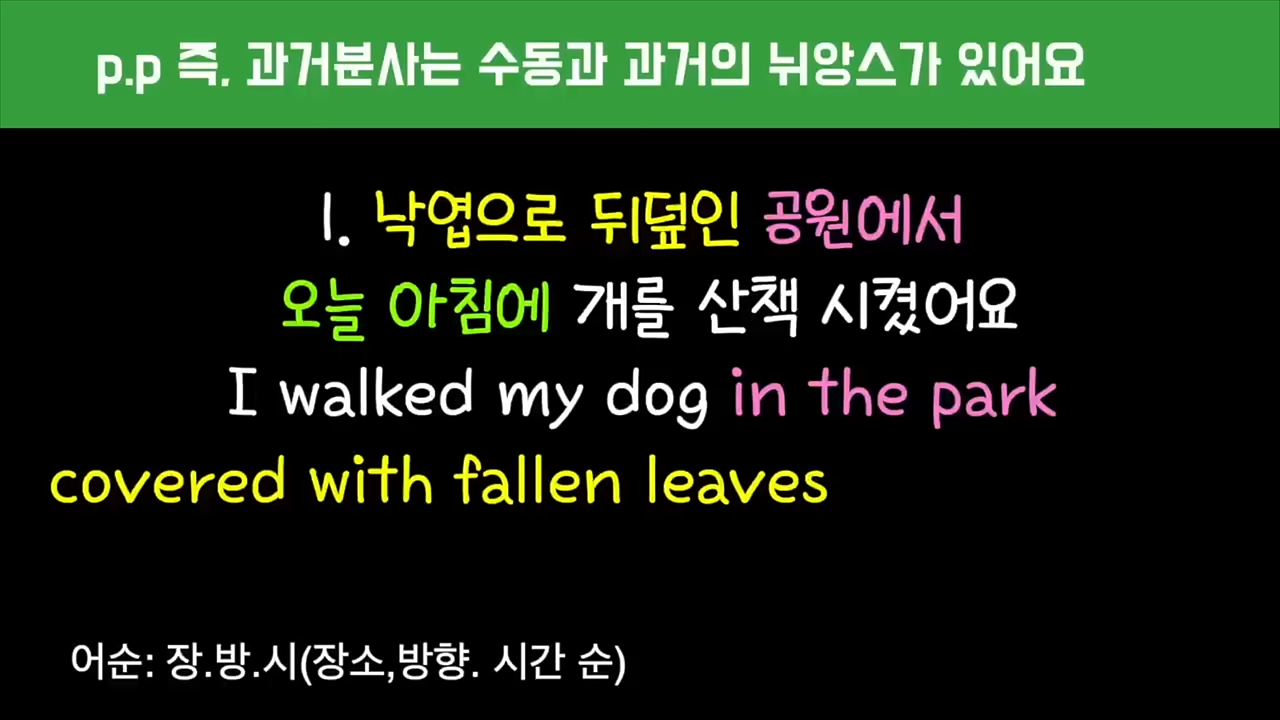 p.p 즉, 과거분사는 수동과 과거의 뉘앙스가 있어요
1. 낙엽으로 뒤덮인 공원에서
오늘 아침에 개를 산책 시켰어요
I walked my dog in the park
covered with fallen leaves
어순: 장.방.시(장소,방향. 시간 순)